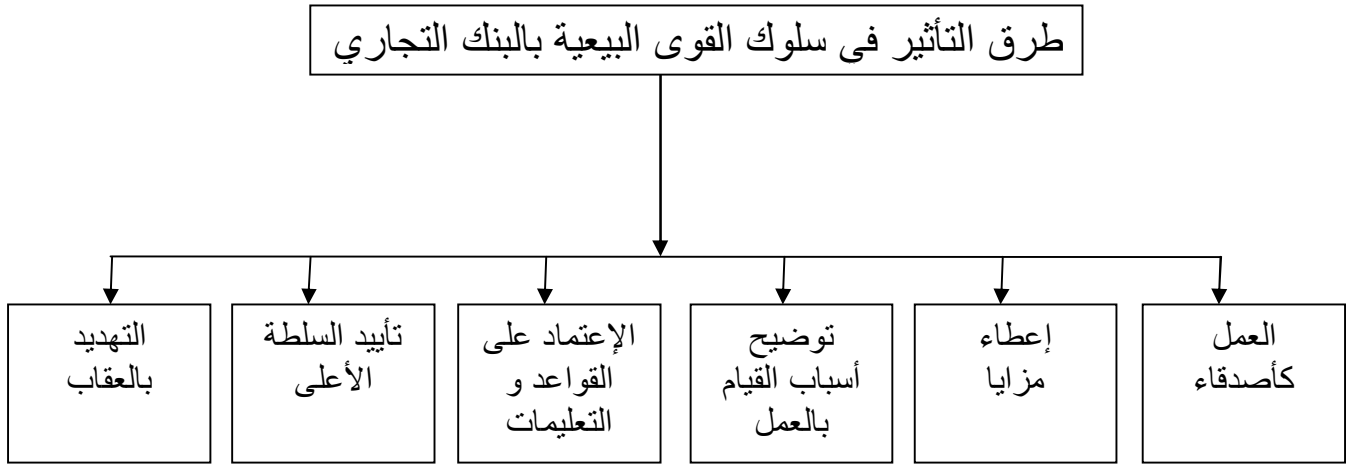 طرق التأثير فى سلوك القوى البيعية بالبنك التجاري
العمل
كأصدقاء
إعطاء
مزايا
توضيح
أسباب القيام
بالعمل
الإعتماد على
القواعد و
التعليمات
تأييد السلطة
الأعلى
التهديد
بالعقاب